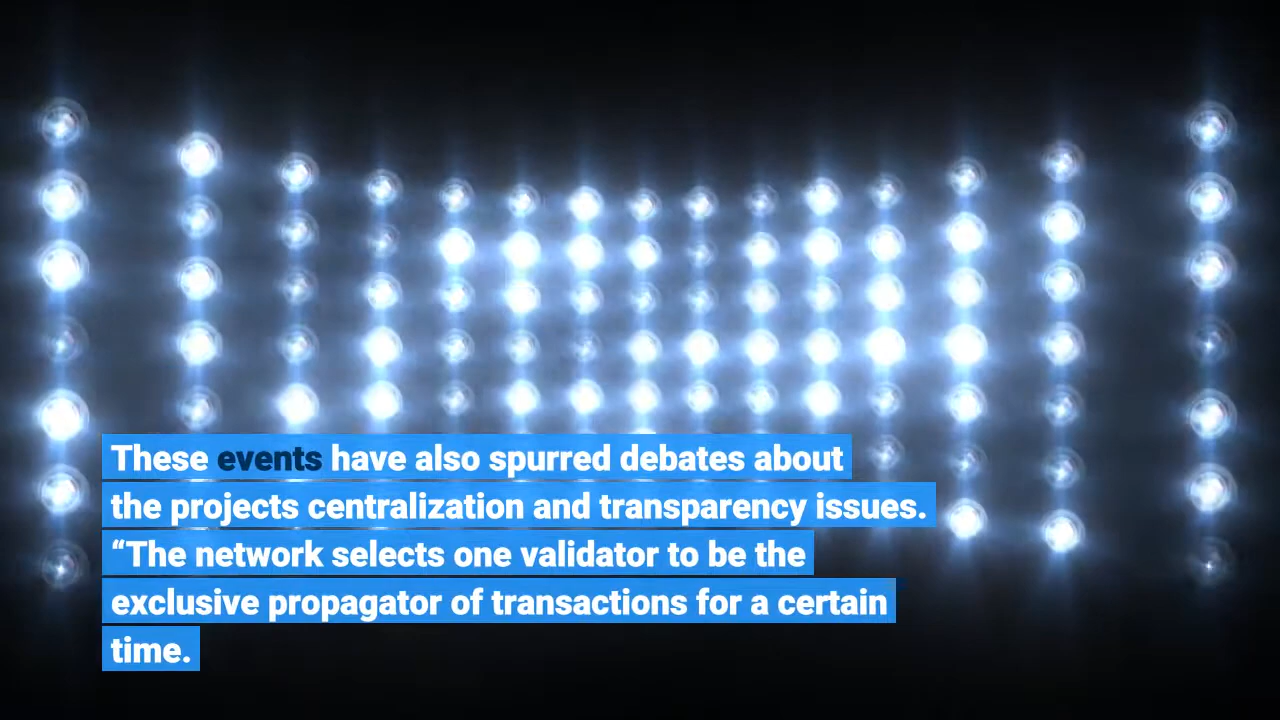 These events have also spurred debates about
the projects centralization and transparency issues.
“The network selects one validator to be the
exclusive propagator of transactions for a certain
time.